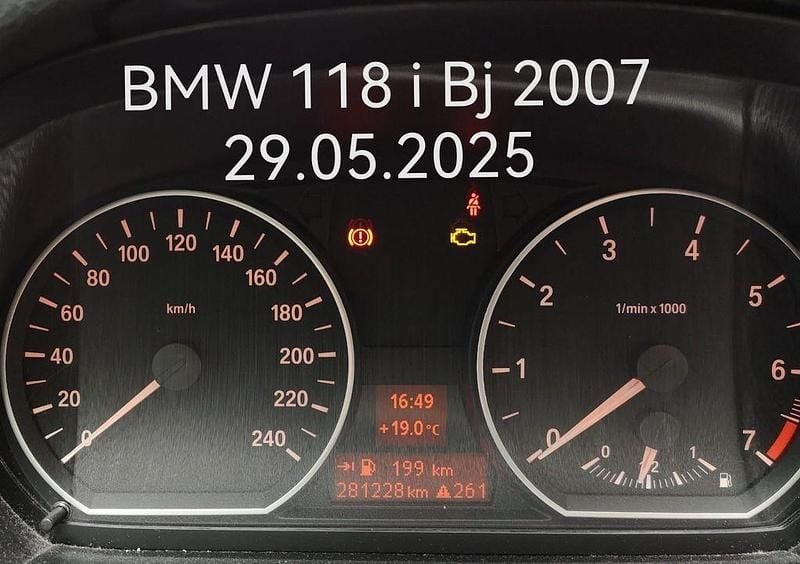 BMW 118 i Bj 2007
29.05.2025
0 20 40 60 80 100 120 140 160 180 200 220 240
km/h
16:49
+19.0°C
199 km
281228 km 261
0 1 2 3 4 5 6 7
1/min x 1000
0 1/2 1